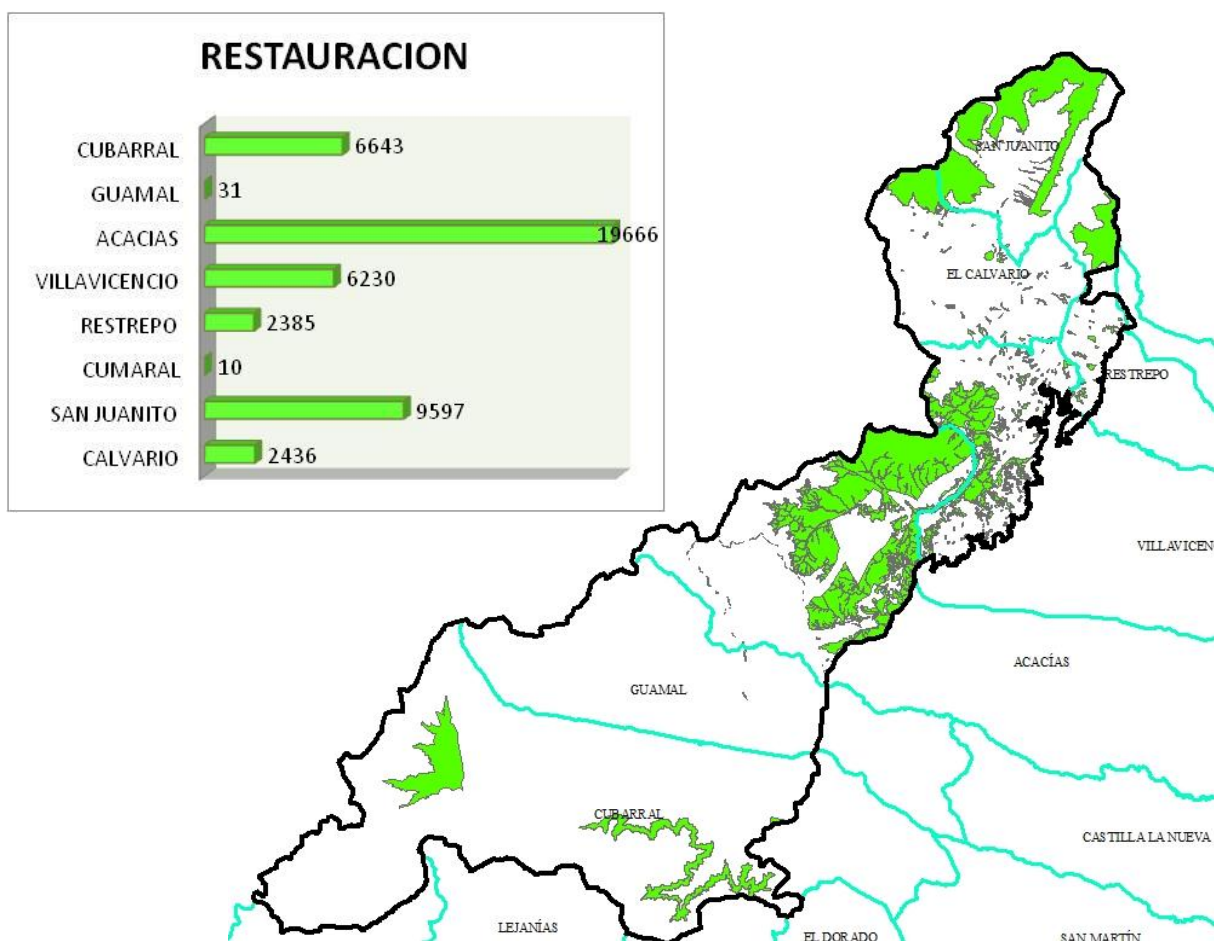 RESTAURACION
CUBARRAL 6643
GUAMAL 31
ACACIAS 19666
VILLAVICENCIO 6230
RESTREPO 2385
CUMARAL 10
SAN JUANITO 9597
CALVARIO 2436
SAN JUANITO
EL CALVARIO
RESTREPO
VILLAVICEN
ACACÍAS
GUAMAL
CUBARRAL
CASTILLA LA NUEVA
LEJANÍAS
EL DORADO
SAN MARTÍN